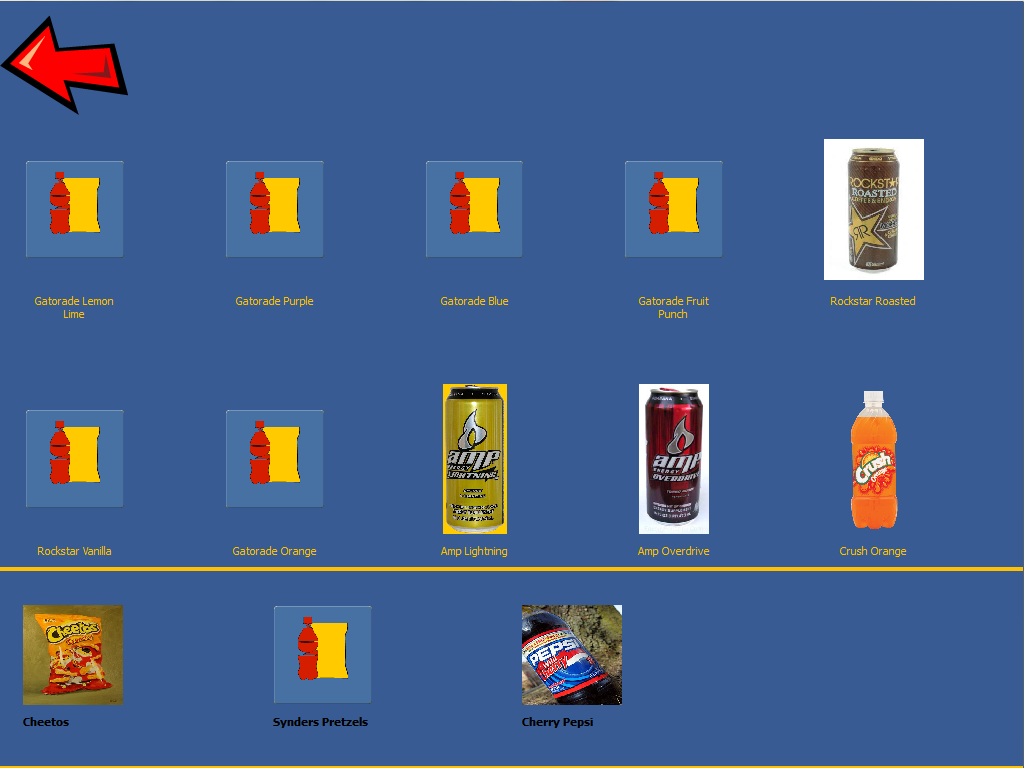 ROCKSTAR
ROASTED
COFFEE & ENERGY
Gatorade Lemon
Lime
Gatorade Purple
Gatorade Blue
Gatorade Fruit
Punch
Rockstar Roasted
amp
ENERGY
LIGHTNING
amp
ENERGY
OVERDRIVE
Crush
Rockstar Vanilla
Gatorade Orange
Amp Lightning
Amp Overdrive
Crush Orange
Cheetos
PEPSI
Cheetos
Synders Pretzels
Cherry Pepsi